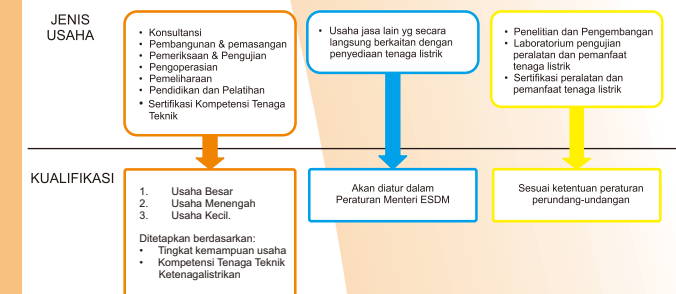 JENIS
USAHA
• Konsultansi
• Pembangunan & pemasangan
• Pemeriksaan & Pengujian
• Pengoperasian
• Pemeliharaan
• Pendidikan dan Pelatihan
• Sertifikasi Kompetensi Tenaga
Teknik
• Usaha jasa lain yg secara
langsung berkaitan dengan
penyediaan tenaga listrik
• Penelitian dan Pengembangan
• Laboratorium pengujian
peralatan dan pemanfaat
tenaga listrik
• Sertifikasi peralatan dan
pemanfaat tenaga listrik
KUALIFIKASI
1. Usaha Besar
2. Usaha Menengah
3. Usaha Kecil.
Ditetapkan berdasarkan:
• Tingkat kemampuan usaha
• Kompetensi Tenaga Teknik
Ketenagalistrikan
Akan diatur dalam
Peraturan Menteri ESDM
Sesuai ketentuan peraturan
perundang-undangan